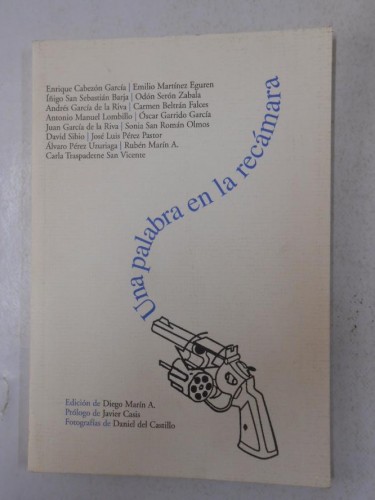 Enrique Cabezón García | Emilio Martínez Eguren
Íñigo San Sebastián Barja | Odón Serón Zabala
Andrés García de la Riva | Carmen Beltrán Falces
Antonio Manuel Lombillo | Óscar Garrido García
Juan García de la Riva | Sonia San Román Olmos
David Sibio | José Luis Pérez Pastor
Álvaro Pérez Uzuriaga | Rubén Marín A.
Carla Traspaderne San Vicente
Una palabra en la recámara
Edición de Diego Marín A.
Prólogo de Javier Casis
Fotografías de Daniel del Castillo